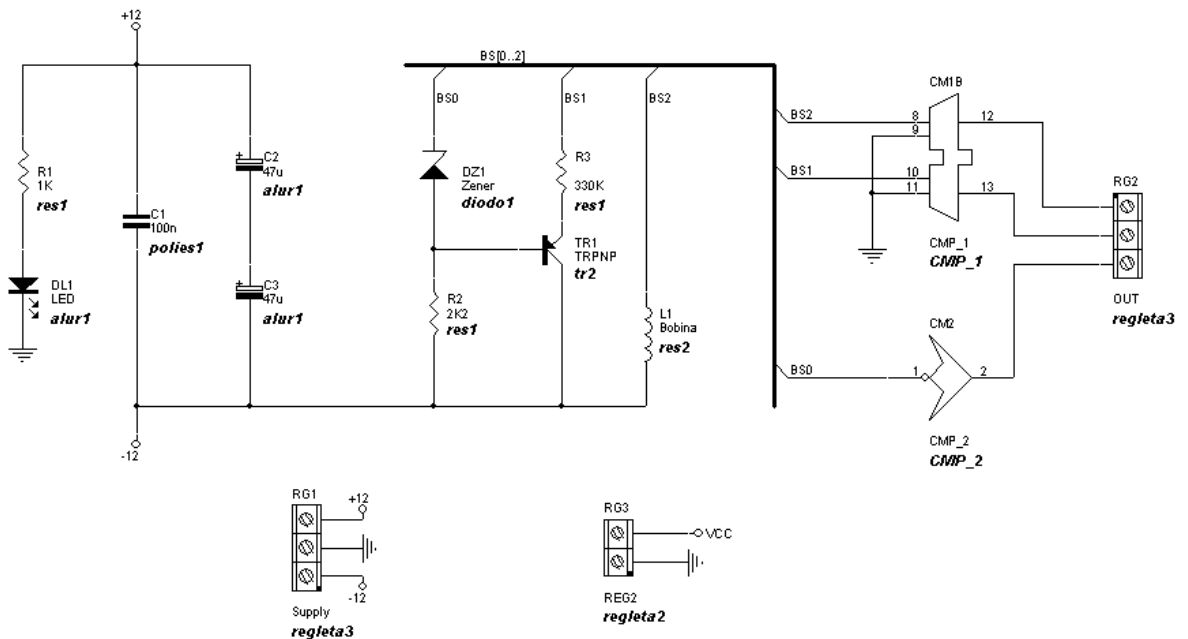 +12
BS[0..2]
BS0
BS1
BS2
CM1B
BS2
8
12
9
BS1
10
11
13
R1
1K
res1
C1
100n
polies1
C2
47u
alur1
C3
47u
alur1
DL1
LED
alur1
DZ1
Zener
diodo1
R3
330K
res1
TR1
TRPNP
tr2
R2
2K2
res1
L1
Bobina
res2
CMP_1
CMP_1
RG2
OUT
regleta3
CM2
BS0
1
2
CMP_2
CMP_2
-12
RG1
+12
-12
Supply
regleta3
RG3
VCC
REG2
regleta2